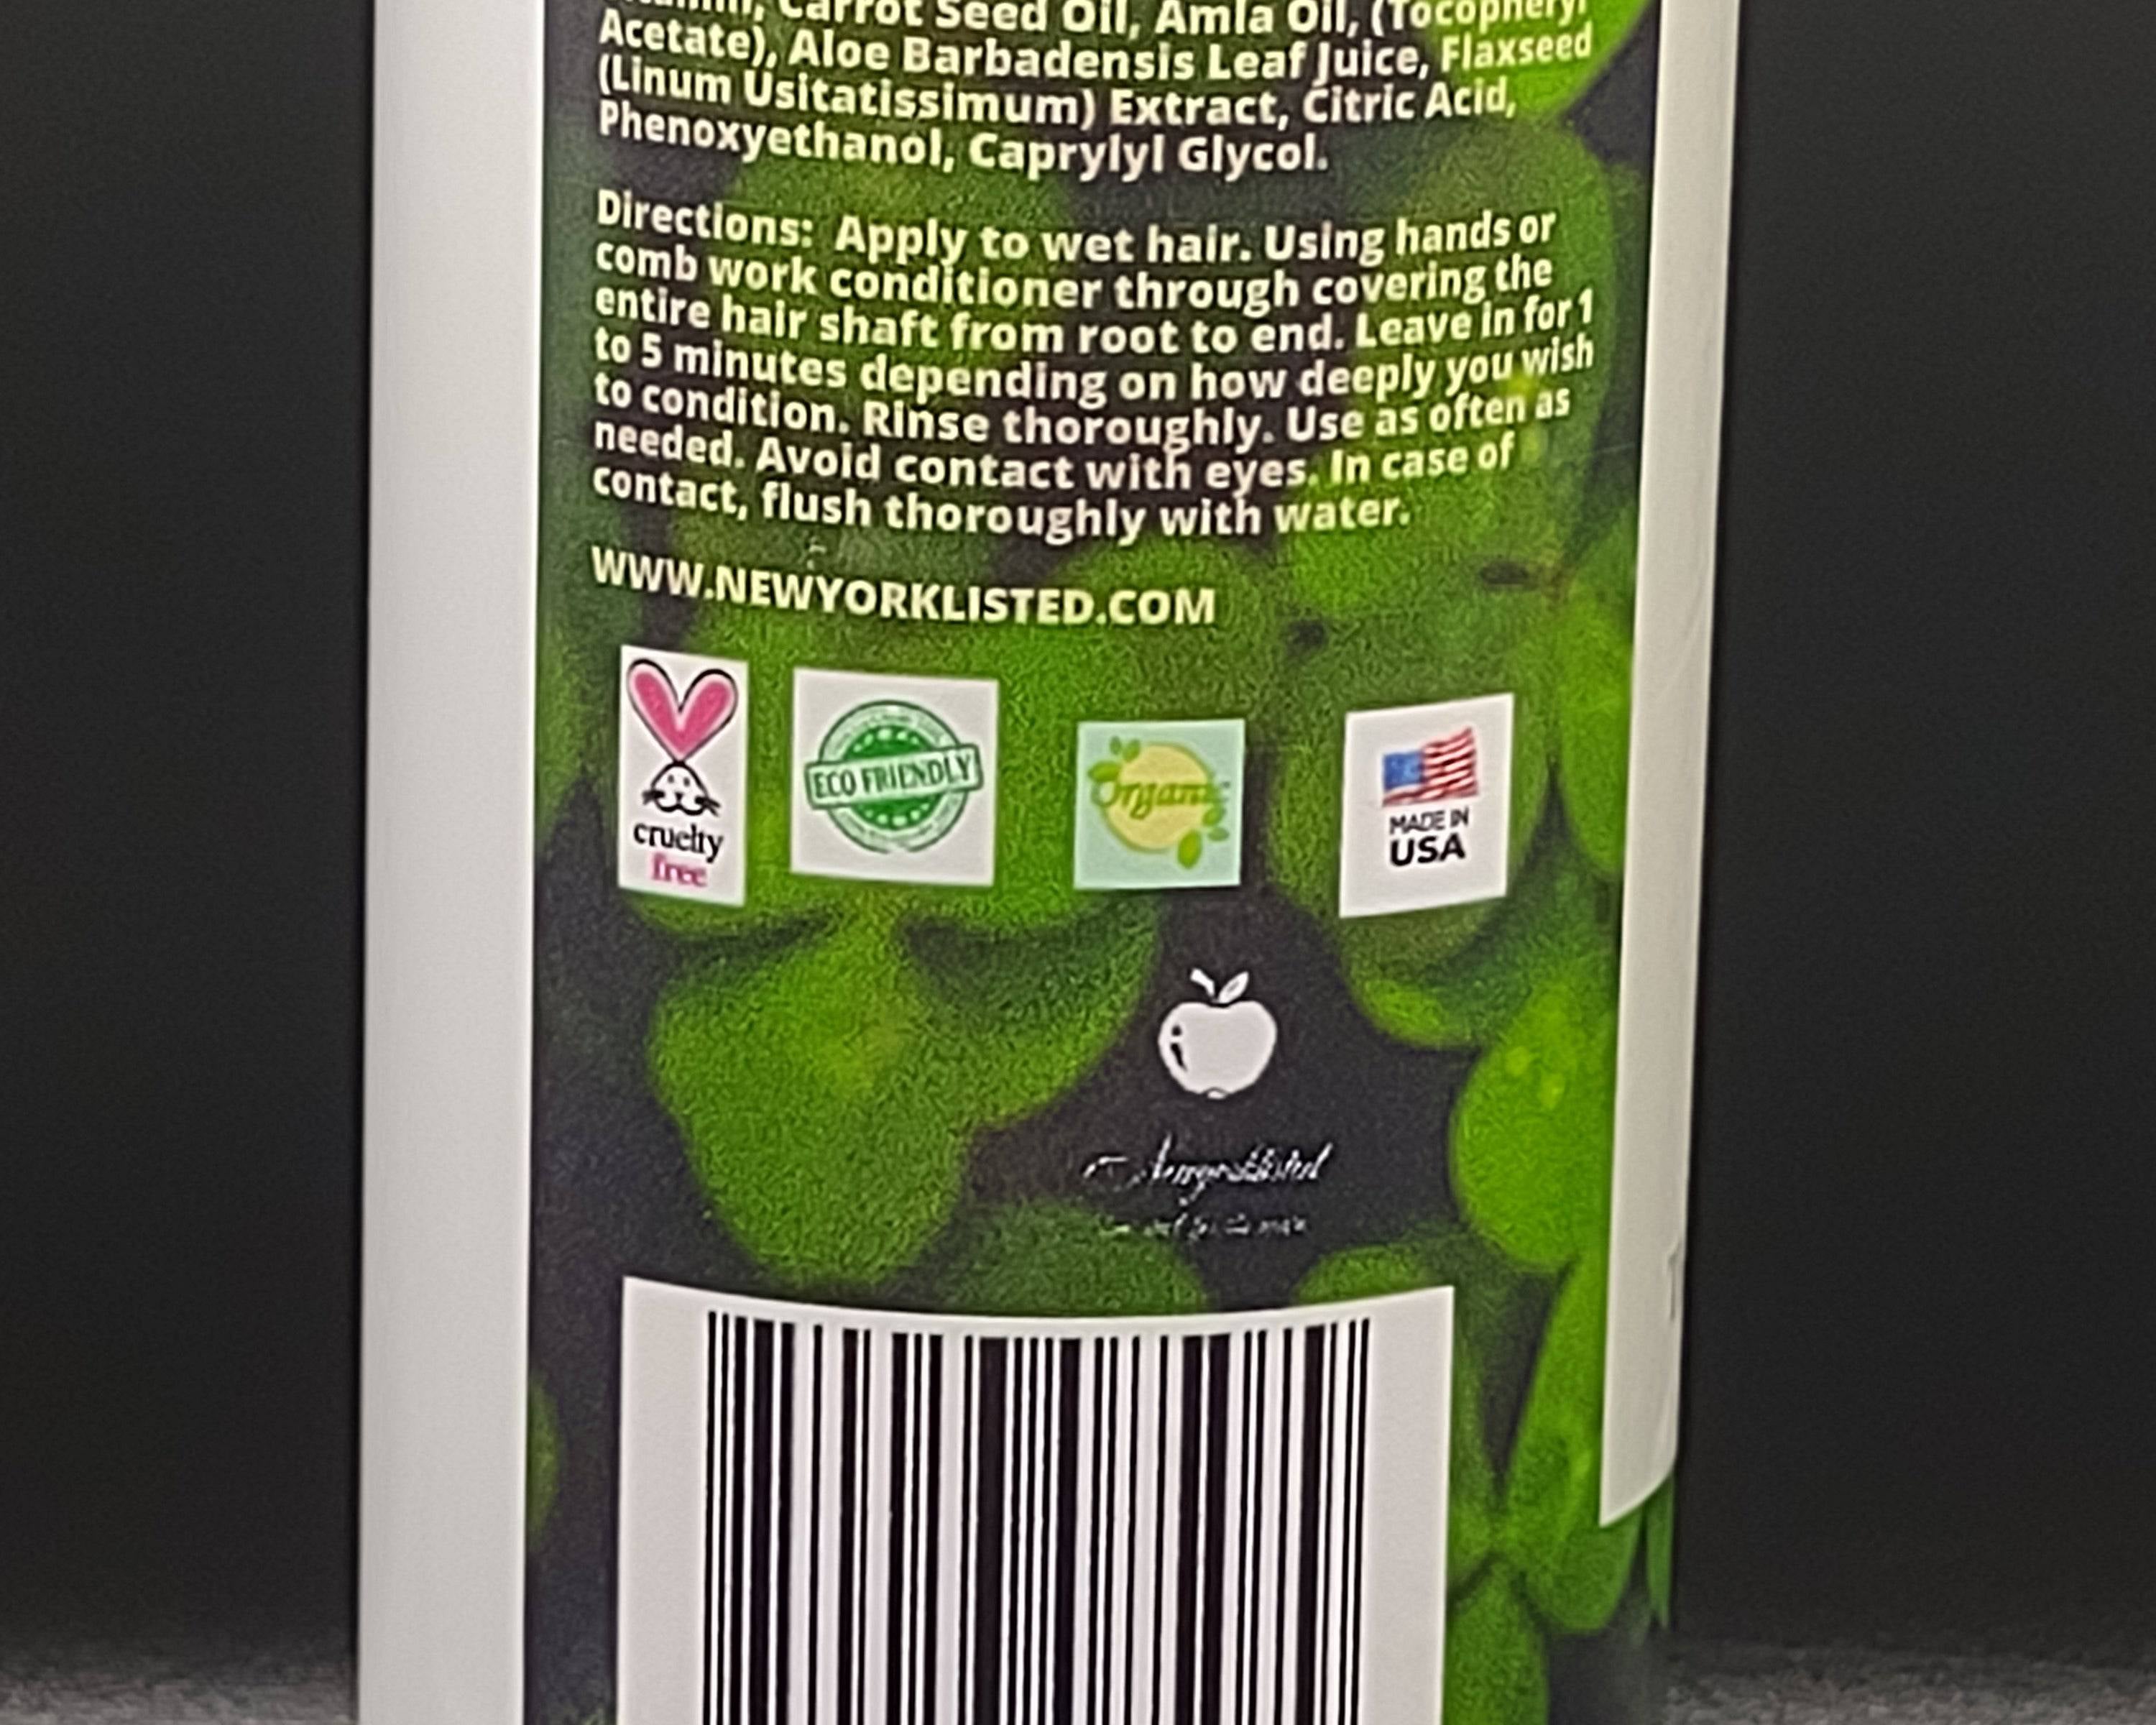 Carrot Seed Oil, Amla Oil, (Tocopheryl
Acetate), Aloe Barbadensis Leaf Juice, Flaxseed
(Linum Usitatissimum) Extract, Citric Acid,
Phenoxyethanol, Caprylyl Glycol.
Directions: Apply to wet hair. Using hands or
comb work conditioner through covering the
entire hair shaft from root to end. Leave in for 1
to 5 minutes depending on how deeply you wish
to condition. Rinse thoroughly. Use as often as
needed. Avoid contact with eyes. In case of
contact, flush thoroughly with water.
WWW.NEWYORKLISTED.COM
cruelty
free
ECO FRIENDLY
Organic
MADE IN
USA